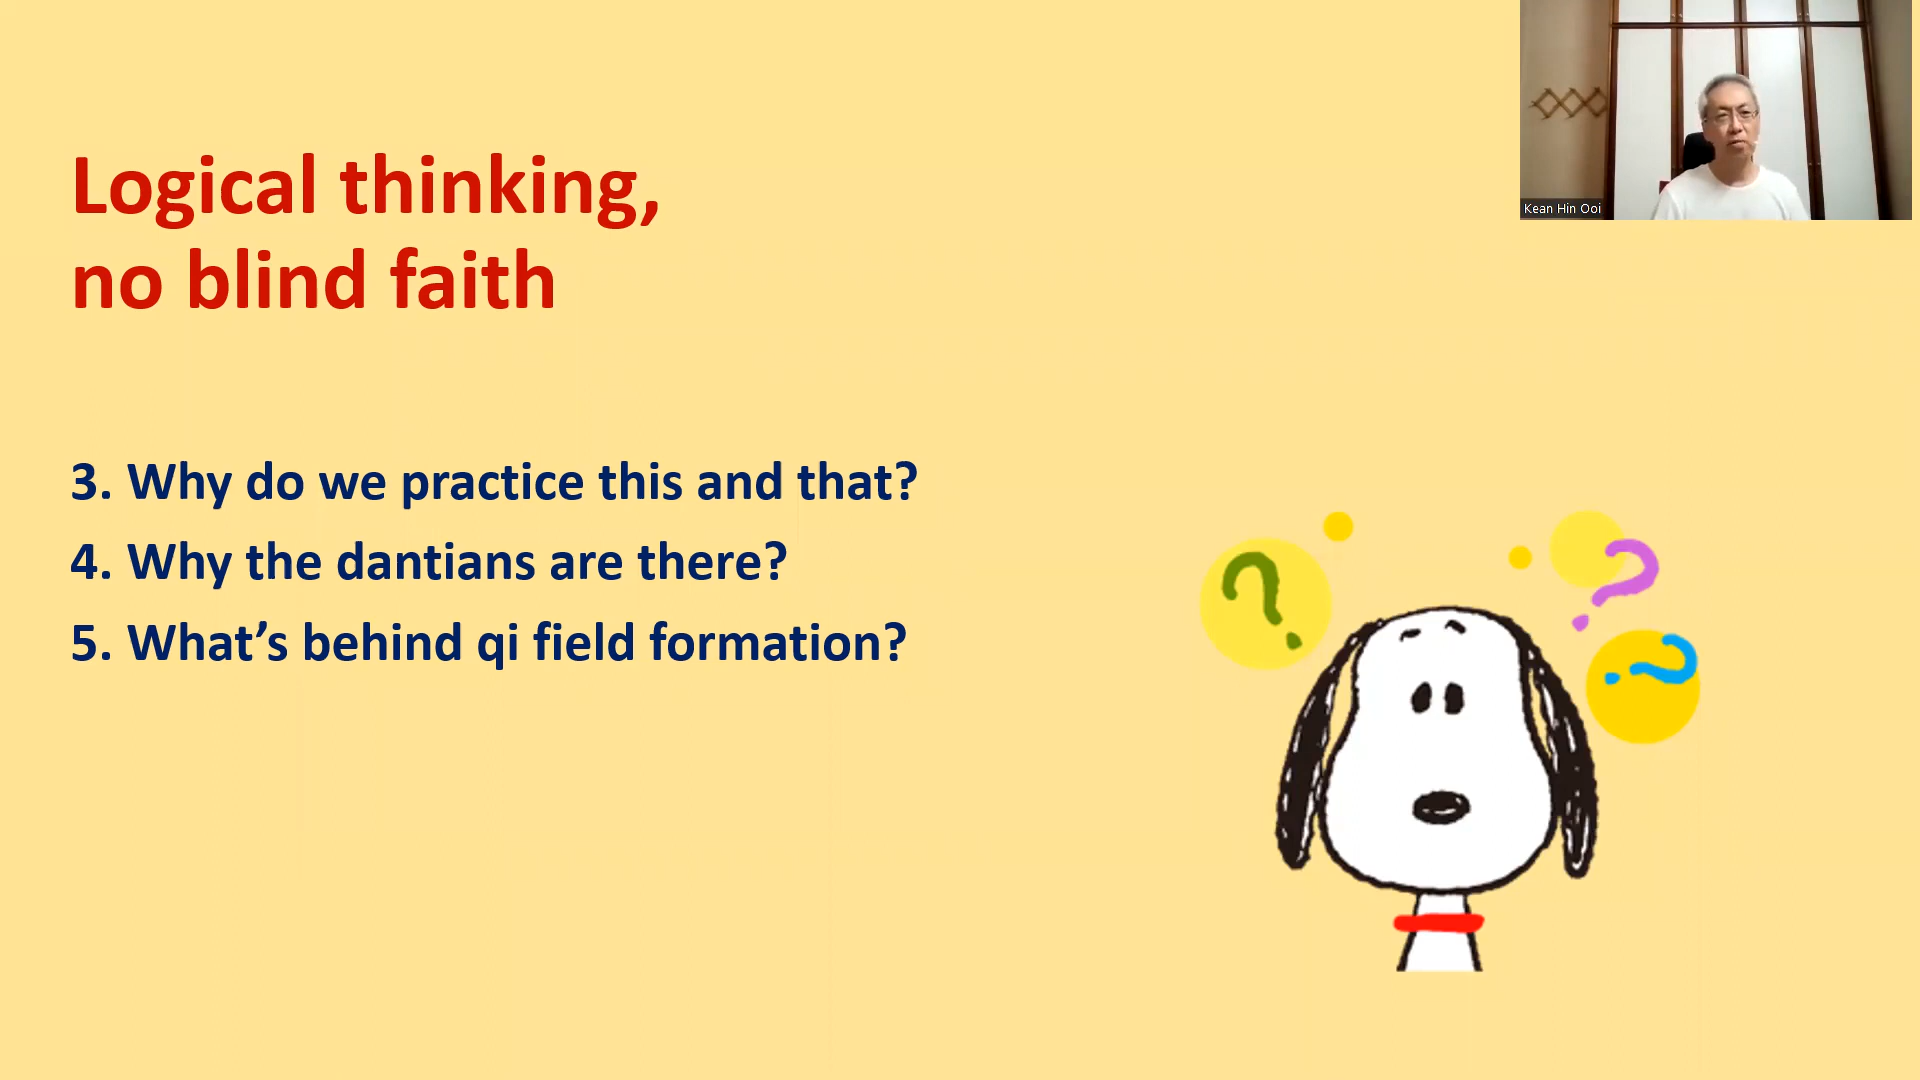 Logical thinking,
no blind faith
3. Why do we practice this and that?
4. Why the dantians are there?
5. What’s behind qi field formation?
Kean Hin Ooi